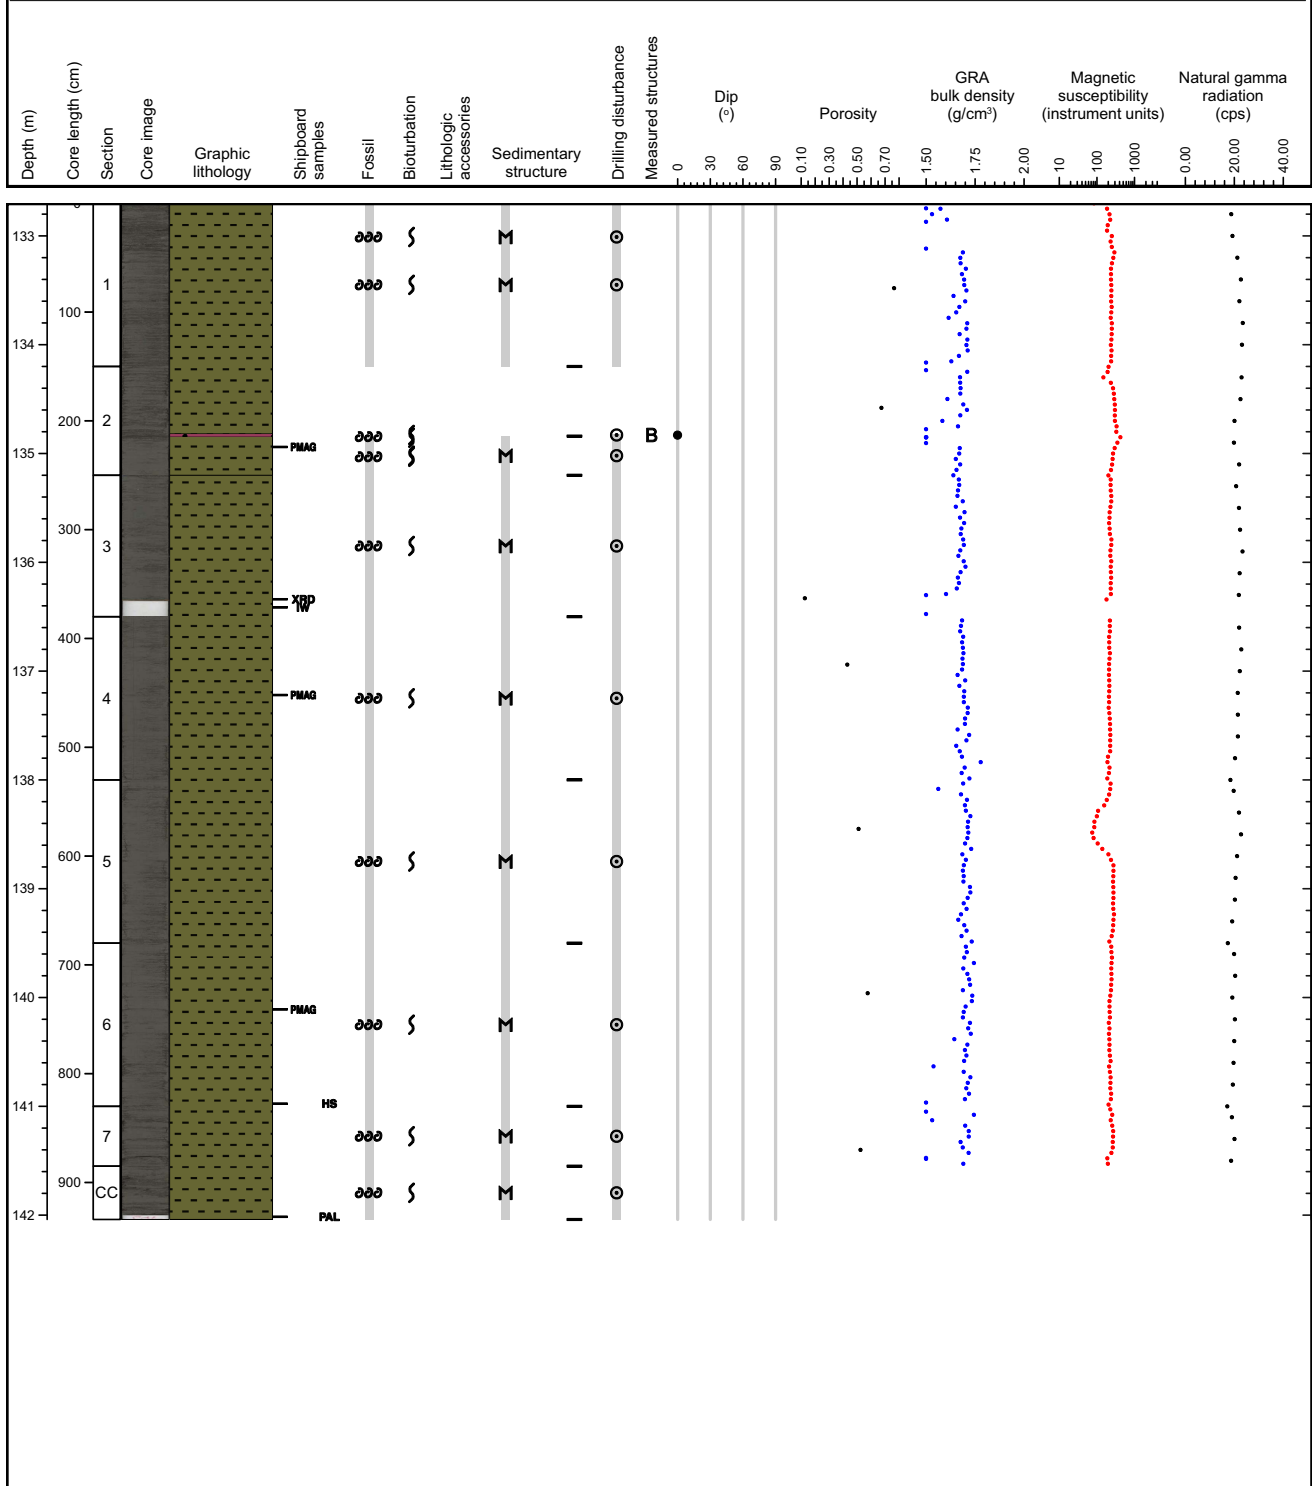 Depth (m)
Core length (cm)
Section
Core image
Graphic
lithology
Shipboard
samples
Fossil
Bioturbation
Lithologic
accessories
Sedimentary
structure
Drilling disturbance
Measured structures
Dip
(o)
0
30
60
90
Porosity
0.10
0.30
0.50
0.70
GRA
bulk density
(g/cm3)
1.50
1.75
2.00
Magnetic
susceptibility
(instrument units)
10
100
1000
Natural gamma
radiation
(cps)
0.00
20.00
40.00
133
1
100
134
2
200
B
PMAG
135
300
3
136
XRD
IW
400
137
4
PMAG
500
138
5
600
139
700
140
PMAG
6
800
HS
141
7
900
CC
142
PAL